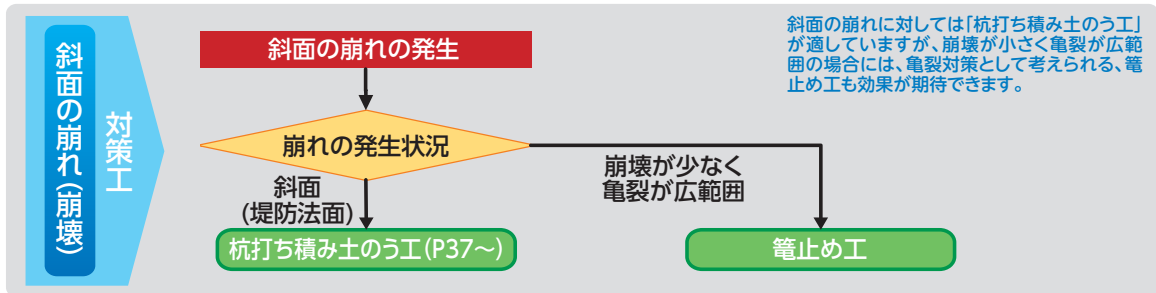 斜面の崩れ(崩壊)
対策工
斜面の崩れの発生
斜面の崩れに対しては「杭打ち積み土のう工」
が適していますが、崩壊が小さく亀裂が広範
囲の場合には、亀裂対策として考えられる、篭
止め工も効果が期待できます。
崩れの発生状況
斜面
(堤防法面)
崩壊が少なく
亀裂が広範囲
杭打ち積み土のう工(P37〜)
篭止め工